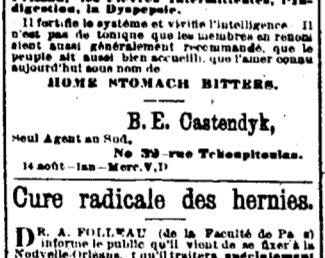 digestion, la Dyspepsie.
Il fortifie le système et vivifie l'intelligence. Il
n'est pas de tonique que les membres en renom
aient aussi généralement recommandé, que le
peuple ait aussi bien accueilli, que l'amer connu
aujourd'hui sous nom de
HOME STOMACH BITTERS.
B. E. Castendyk,
Seul Agent au Sud,
No 39—rue Tchoupitoulas.
14 août—1an—Merc.V.D
Cure radicale des hernies.
DR. A. FOLLEAU (de la Faculté de Pa s)
informe le public qu'il vient de se fixer à la
Nouvelle-Orléans, t qu'il traitera spécialement